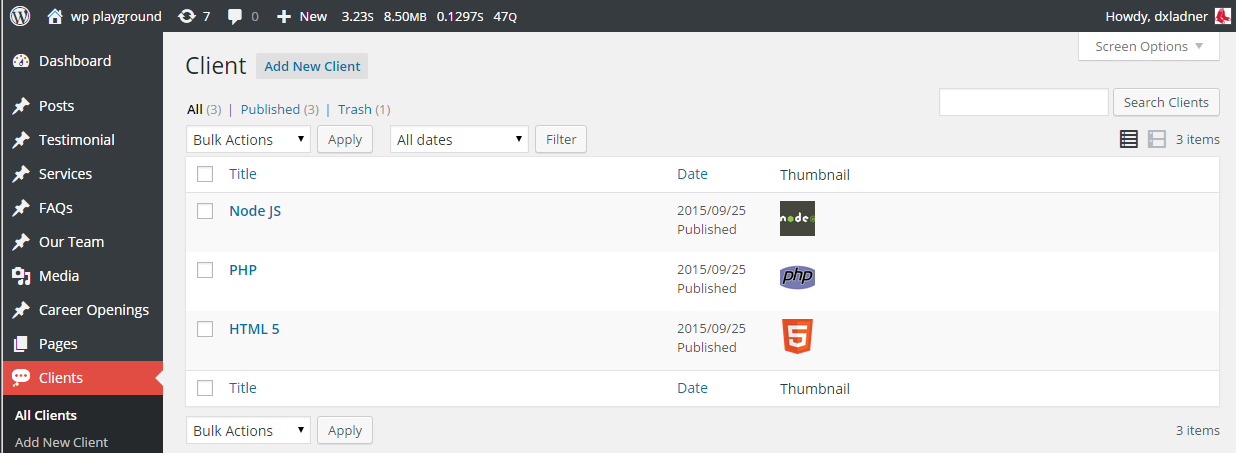 wp playground 7 0 New 3.23s 8.50MB 0.1297s 47Q Howdy, dxladner
Dashboard
Posts
Testimonial
Services
FAQs
Our Team
Media
Career Openings
Pages
Clients
All Clients
Add New Client
Screen Options
Client Add New Client
All (3) | Published (3) | Trash (1)
Search Clients
Bulk Actions Apply All dates Filter 3 items
Title Date Thumbnail
Node JS 2015/09/25 node
Published
PHP 2015/09/25 php
Published
HTML 5 2015/09/25 5
Published
Title Date Thumbnail
Bulk Actions Apply 3 items